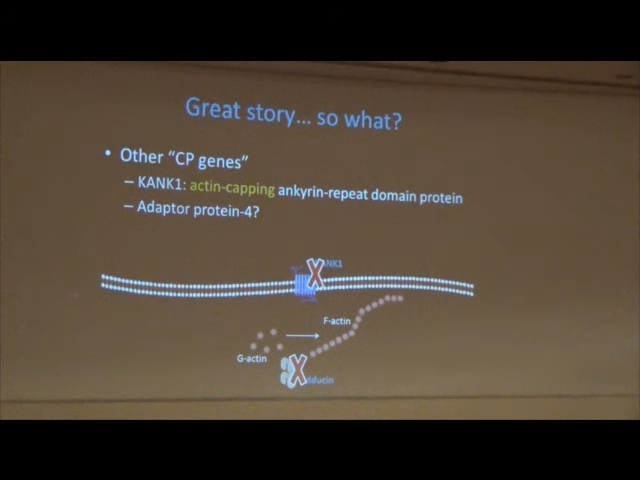 Great story... so what?
• Other "CP genes"
– KANK1: actin-capping ankyrin-repeat domain protein
– Adaptor protein-4?
NK1
F-actin
G-actin
dducin